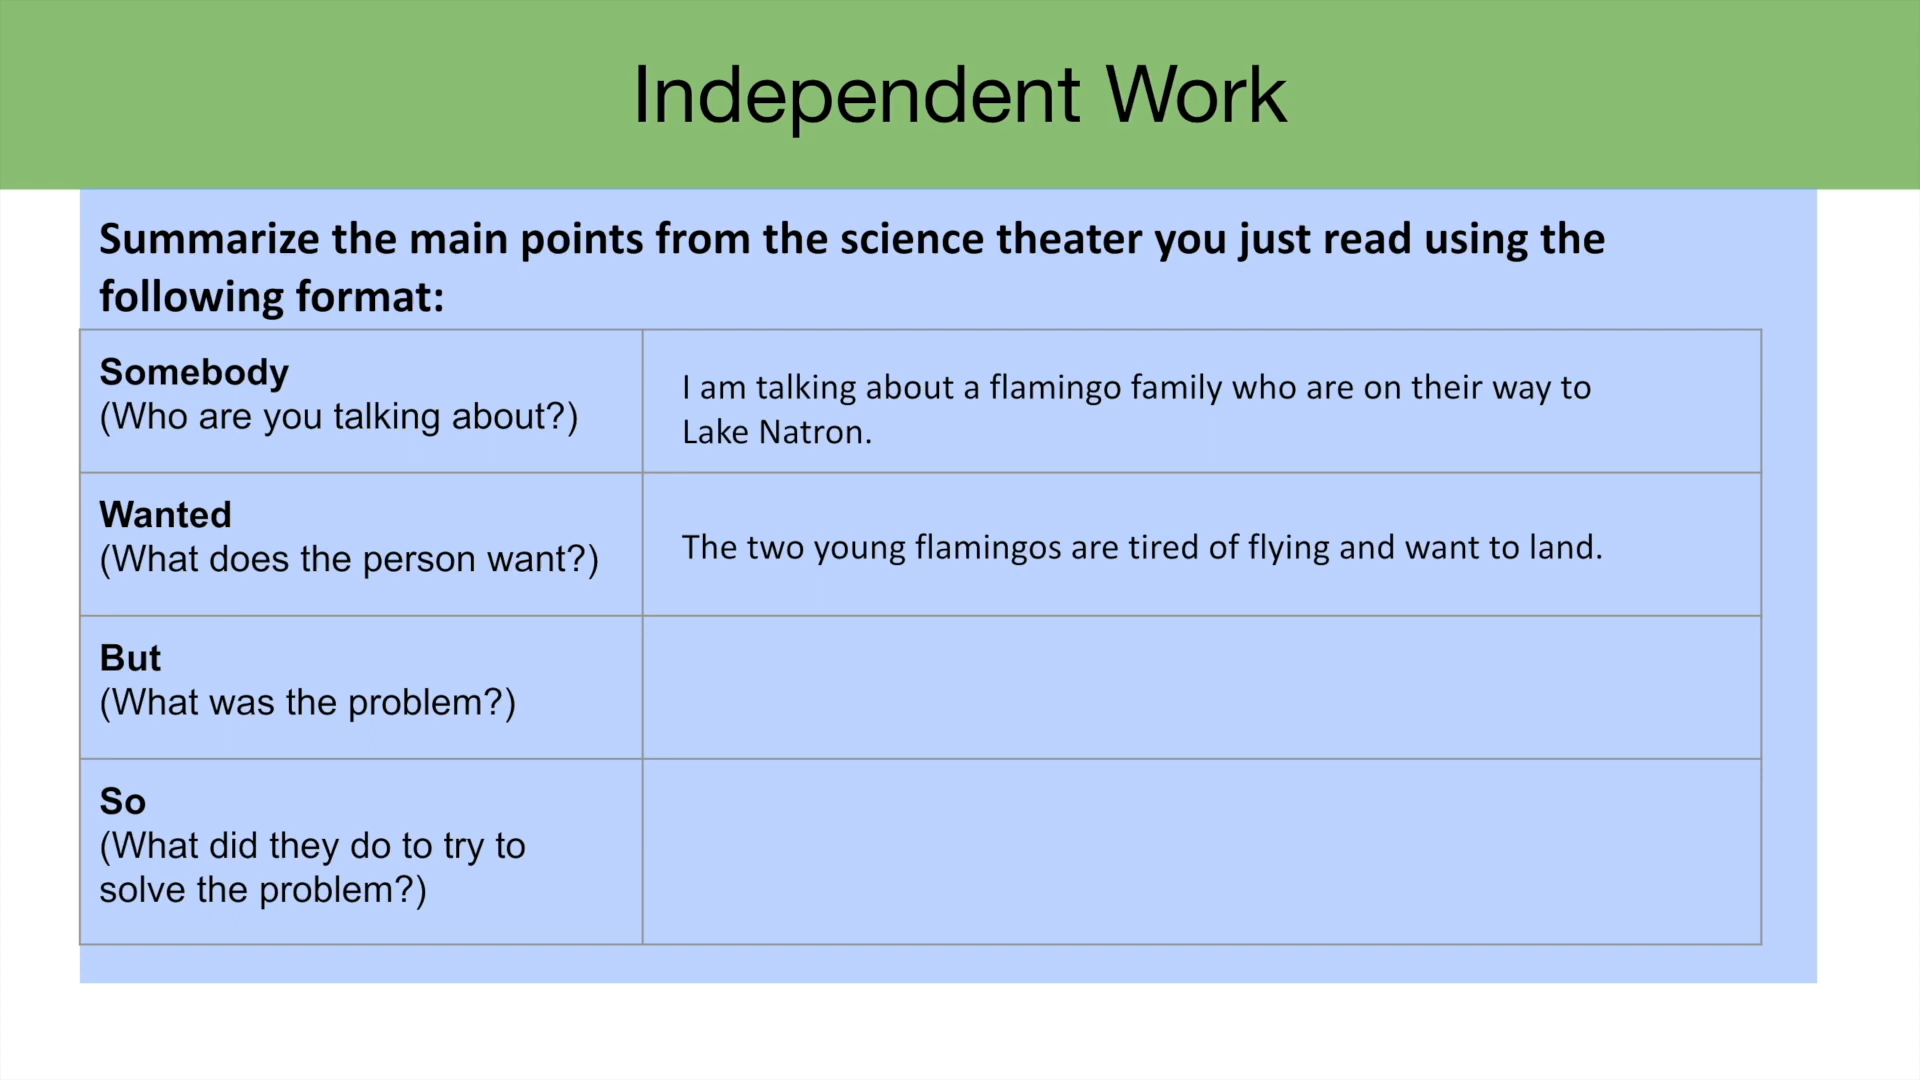 Independent Work
Summarize the main points from the science theater you just read using the
following format:
Somebody
(Who are you talking about?)
I am talking about a flamingo family who are on their way to
Lake Natron.
Wanted
(What does the person want?)
The two young flamingos are tired of flying and want to land.
But
(What was the problem?)
So
(What did they do to try to
solve the problem?)